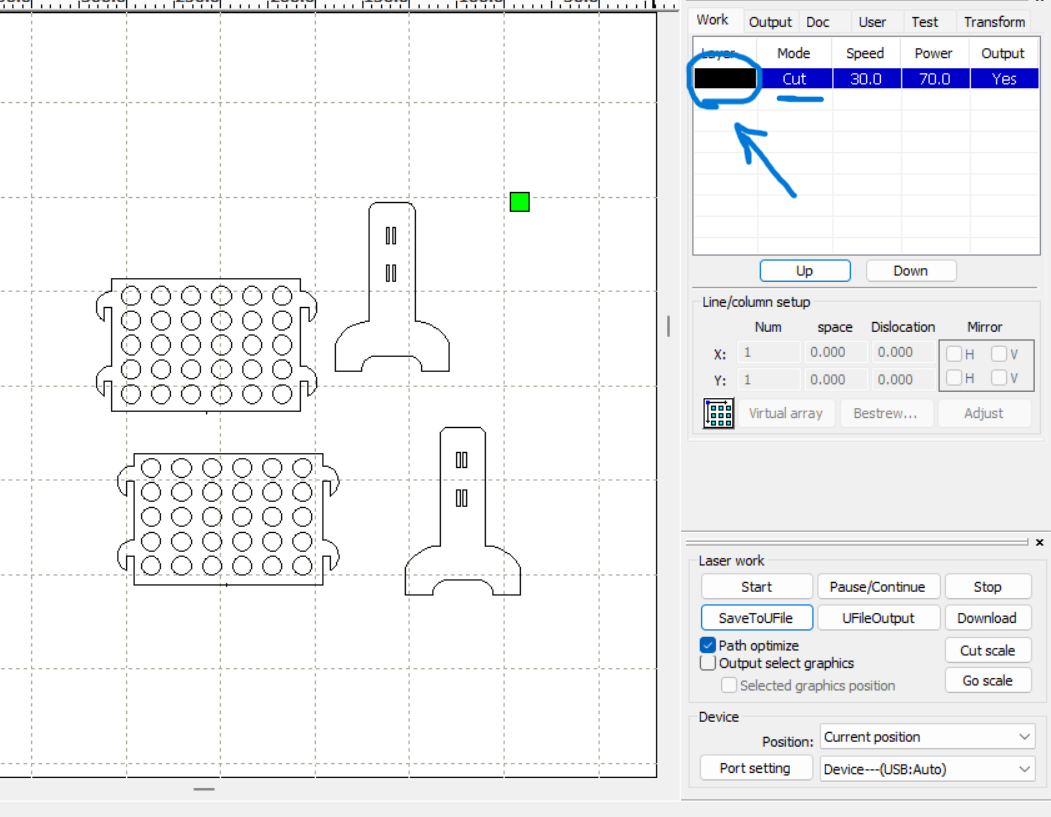 Work Output Doc User Test Transform
Layer Mode Speed Power Output
Cut 30.0 70.0 Yes
Up Down
Line/column setup
Num space Dislocation Mirror
X: 1 0.000 0.000 H V
Y: 1 0.000 0.000 H V
Virtual array Bestrew... Adjust
Laser work
Start Pause/Continue Stop
SaveToUFile UFileOutput Download
Path optimize Cut scale
Output select graphics
Selected graphics position Go scale
Device
Position: Current position
Port setting Device---(USB:Auto)